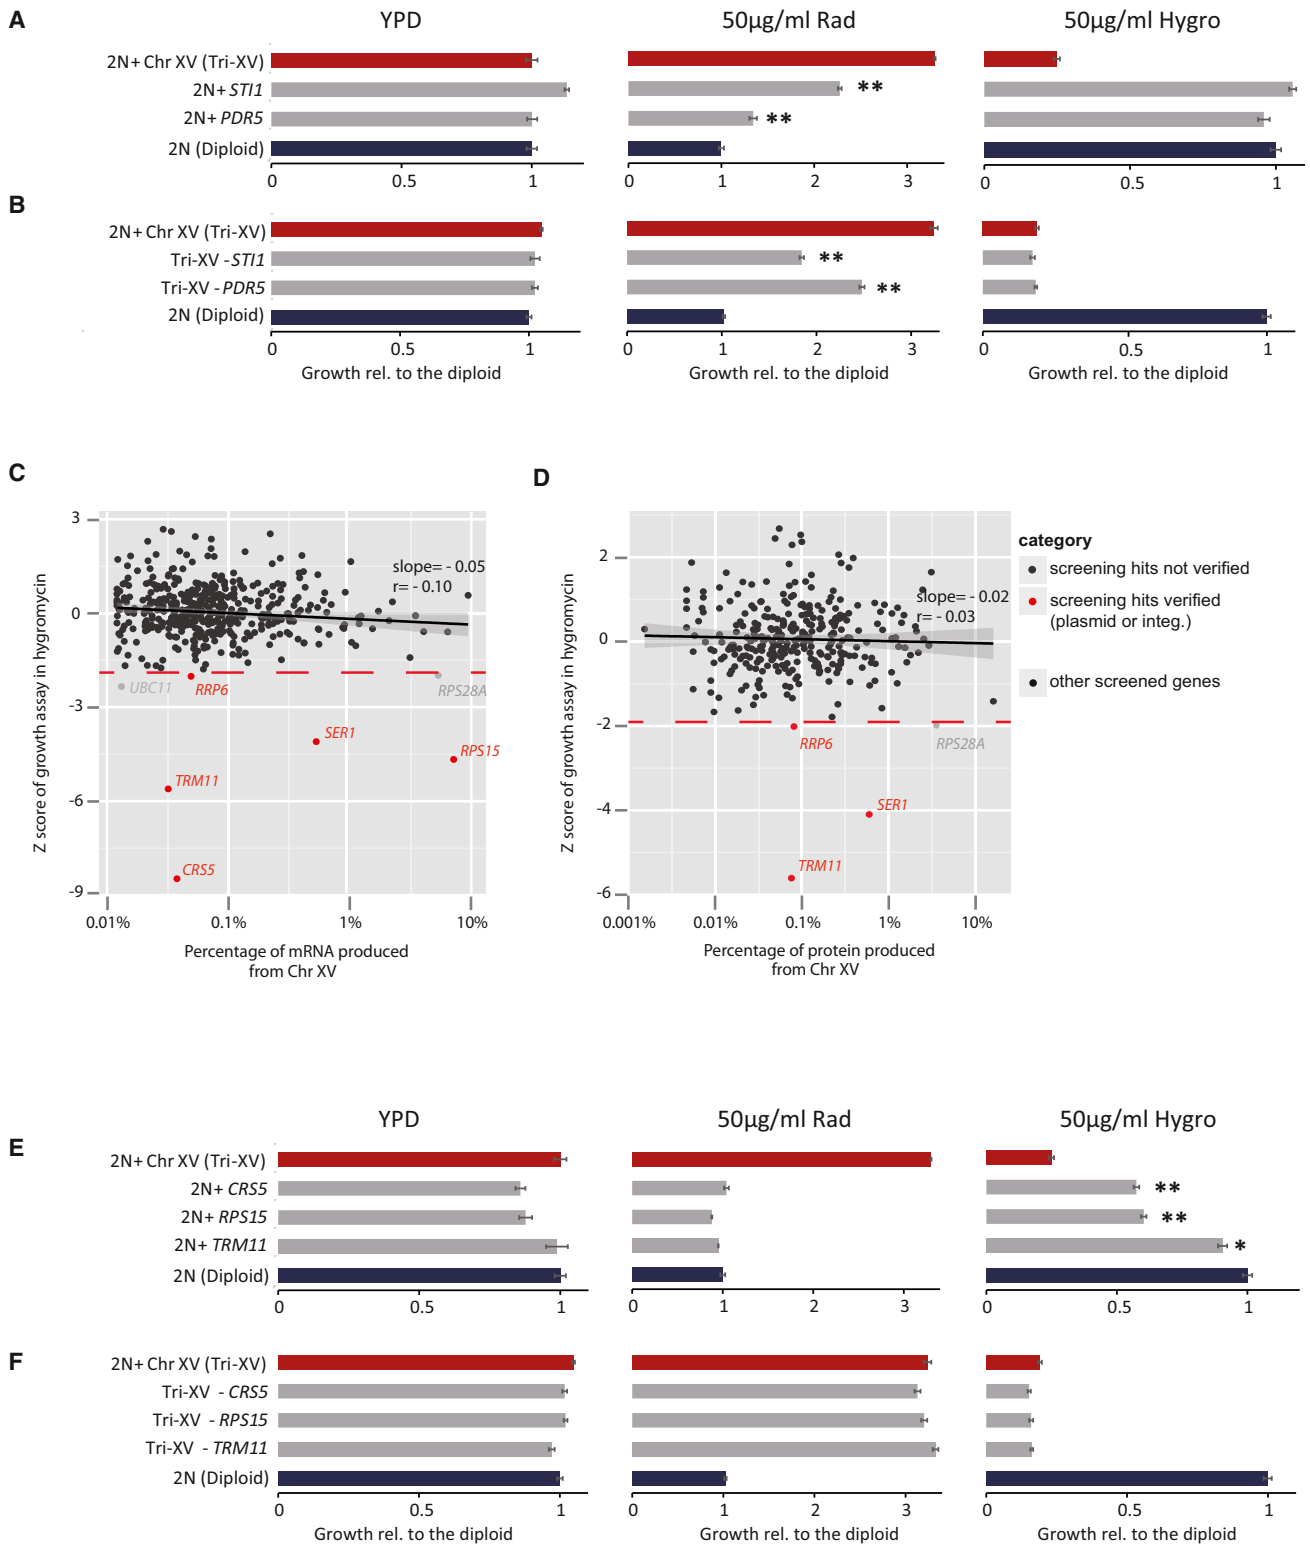 A
YPD
50µg/ml Rad
50µg/ml Hygro
2N+ Chr XV (Tri-XV)
2N+ STI1
**
2N+ PDR5
**
2N (Diploid)
0 0.5 1
0 1 2 3
0 0.5 1
B
2N+ Chr XV (Tri-XV)
Tri-XV -STI1
**
Tri-XV - PDR5
**
2N (Diploid)
0 0.5 1
0 1 2 3
0 0.5 1
Growth rel. to the diploid
Growth rel. to the diploid
Growth rel. to the diploid
C
Z score of growth assay in hygromycin
3
0
-3
-6
-9
slope= - 0.05
r= - 0.10
UBC11
RRP6
RPS28A
SER1
RPS15
TRM11
CRS5
0.01% 0.1% 1% 10%
Percentage of mRNA produced
from Chr XV
D
Z score of growth assay in hygromycin
2
0
-2
-4
-6
slope= - 0.02
r= - 0.03
RRP6
RPS28A
SER1
TRM11
0.001% 0.01% 0.1% 1% 10%
Percentage of protein produced
from Chr XV
category
screening hits not verified
screening hits verified
(plasmid or integ.)
other screened genes
E
YPD
50µg/ml Rad
50µg/ml Hygro
2N+ Chr XV (Tri-XV)
2N+ CRS5
**
2N+ RPS15
**
2N+ TRM11
*
2N (Diploid)
0 0.5 1
0 1 2 3
0 0.5 1
F
2N+ Chr XV (Tri-XV)
Tri-XV - CRS5
Tri-XV - RPS15
Tri-XV - TRM11
2N (Diploid)
0 0.5 1
0 1 2 3
0 0.5 1
Growth rel. to the diploid
Growth rel. to the diploid
Growth rel. to the diploid